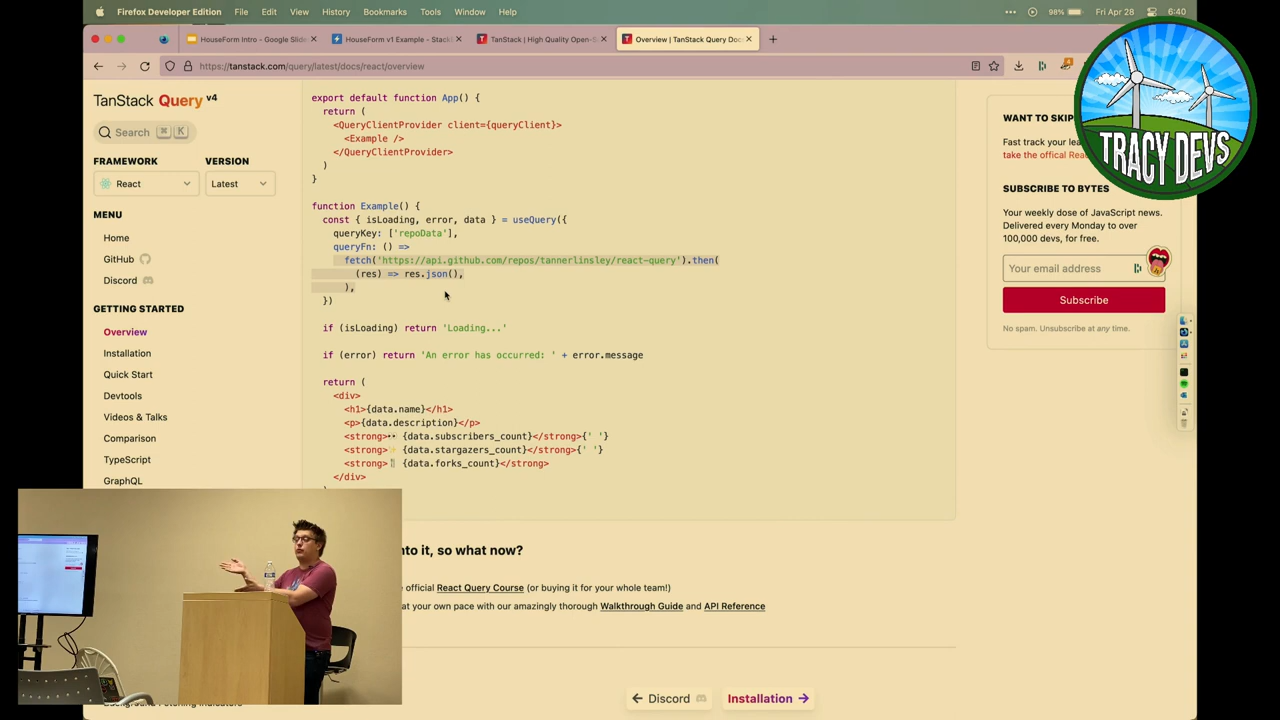 Firefox Developer Edition File Edit View History Bookmarks Tools Window Help
98% Fri Apr 28 6:40
HouseForm Intro - Google Slide
HouseForm v1 Example - Stack
TanStack | High Quality Open-S
Overview | TanStack Query Doc
https://tanstack.com/query/latest/docs/react/overview
TRACY DEVS
TanStack Query v4
Search ⌘ K
FRAMEWORK VERSION
React Latest
MENU
Home
GitHub
Discord
GETTING STARTED
Overview
Installation
Quick Start
Devtools
Videos & Talks
Comparison
TypeScript
GraphQL
export default function App() {
return (
<QueryClientProvider client={queryClient}>
<Example />
</QueryClientProvider>
)
}
function Example() {
const { isLoading, error, data } = useQuery({
queryKey: ['repoData'],
queryFn: () =>
fetch('https://api.github.com/repos/tannerlinsley/react-query').then(
(res) => res.json(),
),
})
if (isLoading) return 'Loading...'
if (error) return 'An error has occurred: ' + error.message
return (
<div>
<h1>{data.name}</h1>
<p>{data.description}</p>
<strong>👀 {data.subscribers_count}</strong>{' '}
<strong>✨ {data.stargazers_count}</strong>{' '}
<strong>🍴 {data.forks_count}</strong>
</div>
into it, so what now?
official React Query Course (or buying it for your whole team!)
at your own pace with our amazingly thorough Walkthrough Guide and API Reference
← Discord
Installation →
WANT TO SKIP
Fast track your lea
take the offical Rea
SUBSCRIBE TO BYTES
Your weekly dose of JavaScript news.
Delivered every Monday to over
100,000 devs, for free.
Your email address
Subscribe
No spam. Unsubscribe at any time.